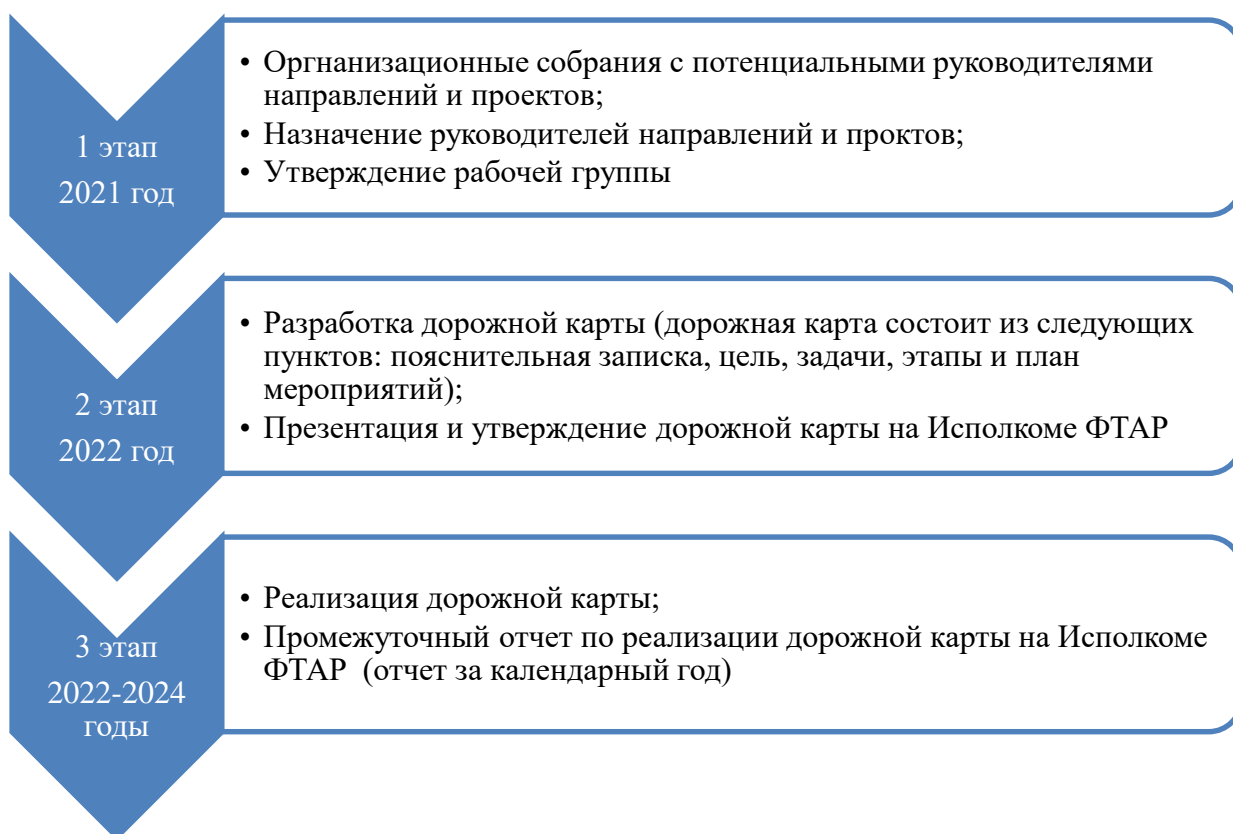 1 этап
2021 год
• Оргнанизационные собрания с потенциальными руководителями
направлений и проектов;
• Назначение руководителей направлений и проктов;
• Утверждение рабочей группы
2 этап
2022 год
• Разработка дорожной карты (дорожная карта состоит из следующих
пунктов: пояснительная записка, цель, задачи, этапы и план
мероприятий);
• Презентация и утверждение дорожной карты на Исполкоме ФТАР
3 этап
2022-2024
годы
• Реализация дорожной карты;
• Промежуточный отчет по реализации дорожной карты на Исполкоме
ФТАР (отчет за календарный год)